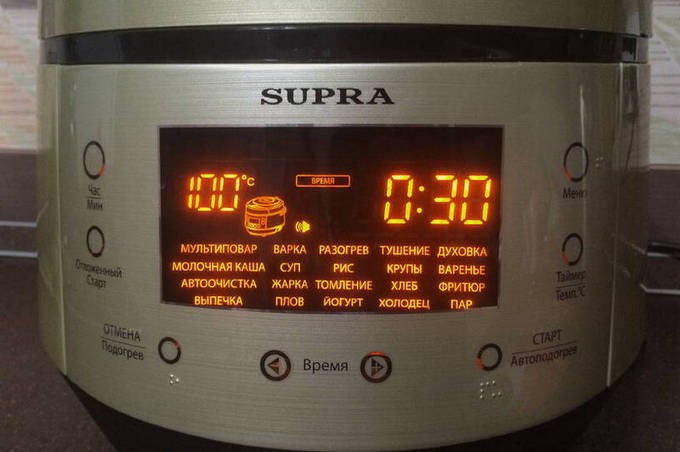 SUPRA
100°C
ВРЕМЯ
0:30
МУЛЬТИПОВАР ВАРКА РАЗОГРЕВ ТУШЕНИЕ ДУХОВКА
МОЛОЧНАЯ КАША СУП РИС КРУПЫ ВАРЕНЬЕ
АВТООЧИСТКА ЖАРКА ТОМЛЕНИЕ ХЛЕБ ФРИТЮР
ВЫПЕЧКА ПЛОВ ЙОГУРТ ХОЛОДЕЦ ПАР
Час
Мин
Отложенный
Старт
ОТМЕНА
Подогрев
Время
Меню
Таймер
Темп.°C
СТАРТ
Автоподогрев